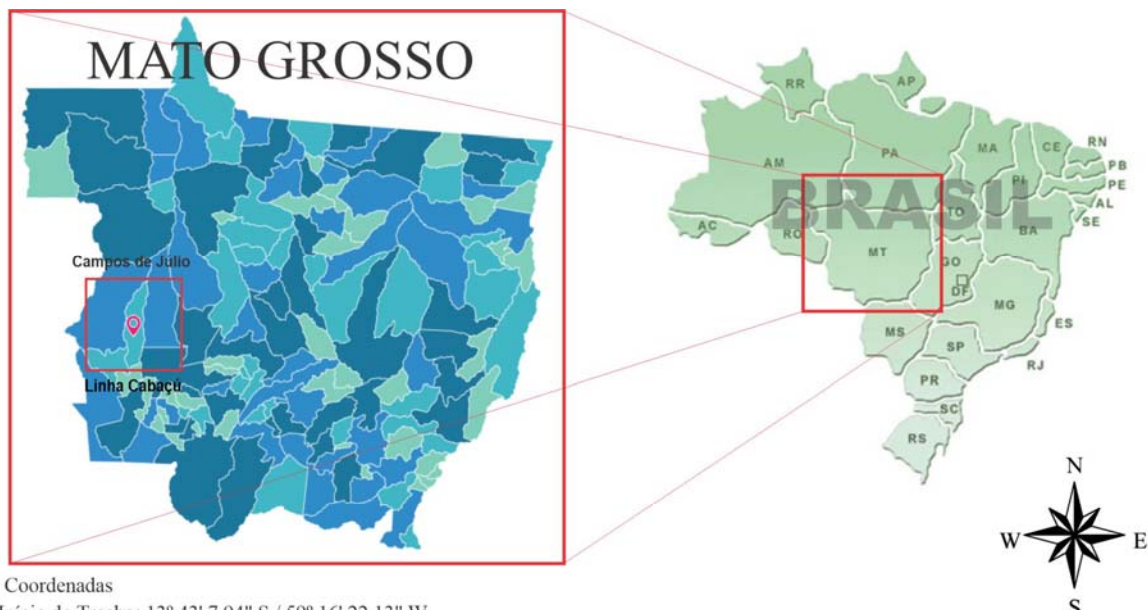 MATO GROSSO
Campos de Júlio
Linha Cabaçú
BRASIL
RR
AP
AM
PA
MA
CE
RN
PB
PE
AL
SE
PI
TO
BA
AC
RO
MT
GO
DF
MG
ES
MS
SP
RJ
PR
SC
RS
N
W
E
S
Coordenadas